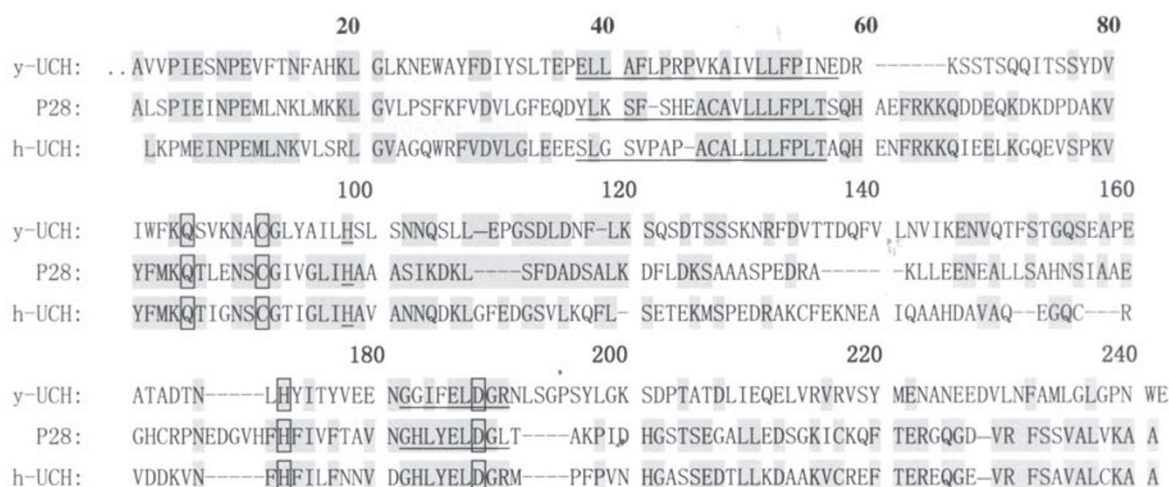 20 40 60 80
y-UCH: ..AVVPIESNPEVFTNFAHKL GLKNEWAYFDIYSLTEPELL AFLPRPVKAIVLLFPINEDR ------KSSTSQQITSSYDV
P28: ALSPIEINPEMLNKLMKKL GVLPSFKFVDVLGFEQDYLK SF-SHEACAVLLLFPLTSQH AEFRKKQDDEQKDKDPDAKV
h-UCH: LKPMEINPEMLNKVLSRL GVAGQWRFVDVLGLEEESLG SVPAP-ACALLLLFPLTAQH ENFRKKQIEELKGQEVSPKV
100 120 140 160
y-UCH: IWFKQSVKNACGLYAILHSLS SNNQSLL—EPGSDLDNF-LK SQSDTSSSKNRFDVTTDQFV LNVIKENVQTFSTGQSEAPE
P28: YFMKQTLENSCGIVGLIHAA ASIKDKL----SFDADSALK DFLDKSAAASPEDRA------ -KLLEENEALLSAHNSIAAE
h-UCH: YFMKQTIGNSCGTIGLIHAV ANNQDKLGFEDGSVLKQFL- SETEKMSPEDRAKCFEKNEA IQAAHDAVAQ--EGQC---R
180 200 220 240
y-UCH: ATADTN-----LHYITYVEE NGGIFELDGRNLSGPSYLGK SDPTATDLIEQELVRVRVSY MENANEEDVLNFAMLGLGPN WE
P28: GHCRPNEDGVHFHFIVFTAV NGHLYELDGLT----AKPID HGSTSEGALLEDSGKICKQF TERGQGD—VR FSSVALVKA A
h-UCH: VDDKVN-----FHFILFNNV DGHLYELDGRM----PFPVN HGASSEDTLLKDAAKVCREF TEREQGE-VR FSAVALCKA A